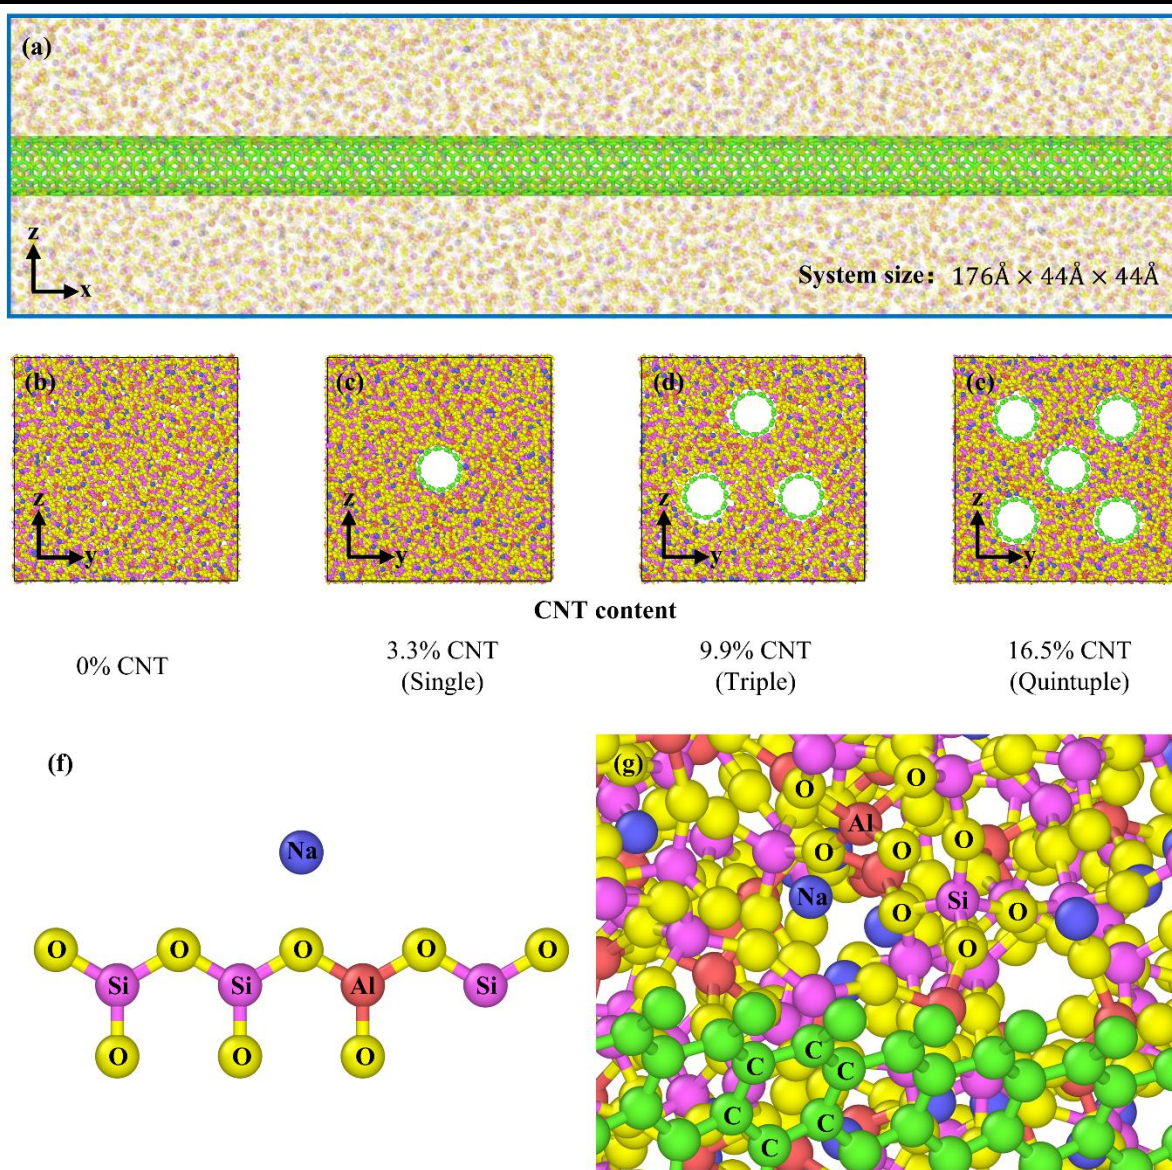 (a)
z
x
System size: 176Å × 44Å × 44Å
(b)
z
y
(c)
(d)
z
y
(e)
z
y
CNT content
0% CNT
3.3% CNT
(Single)
9.9% CNT
(Triple)
16.5% CNT
(Quintuple)
(f)
Na
O O O O O
Si Si Al Si
O O O
(g)
O O
Al
O O O
Na Si
O O
O
C C
C C
C C